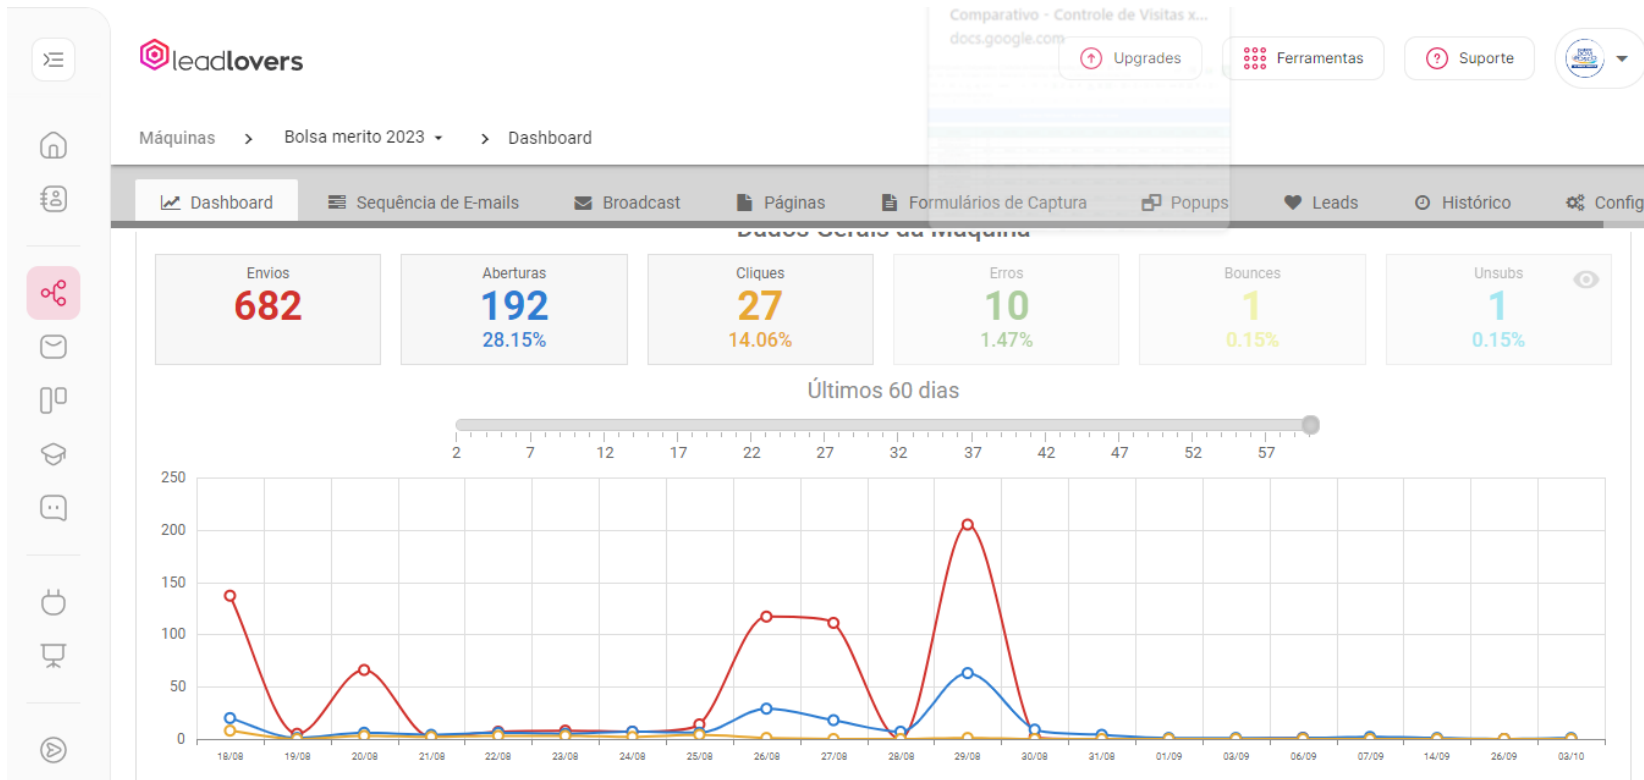 Comparativo - Controle de Visitas x...
docs.google.com
leadlovers
Upgrades
Ferramentas
Suporte
Máquinas > Bolsa merito 2023 > Dashboard
Dashboard Sequência de E-mails Broadcast Páginas Formulários de Captura Popups Leads Histórico Config
Dados Gerais da Máquina
Envios
682
Aberturas
192
28.15%
Cliques
27
14.06%
Erros
10
1.47%
Bounces
1
0.15%
Unsubs
1
0.15%
Últimos 60 dias
2 7 12 17 22 27 32 37 42 47 52 57
250
200
150
100
50
0
18/08 19/08 20/08 21/08 22/08 23/08 24/08 25/08 26/08 27/08 28/08 29/08 30/08 31/08 01/09 03/09 06/09 07/09 14/09 26/09 03/10